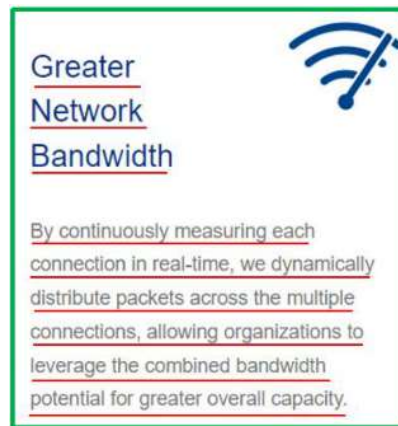 Greater
Network
Bandwidth
By continuously measuring each
connection in real-time, we dynamically
distribute packets across the multiple
connections, allowing organizations to
leverage the combined bandwidth
potential for greater overall capacity.